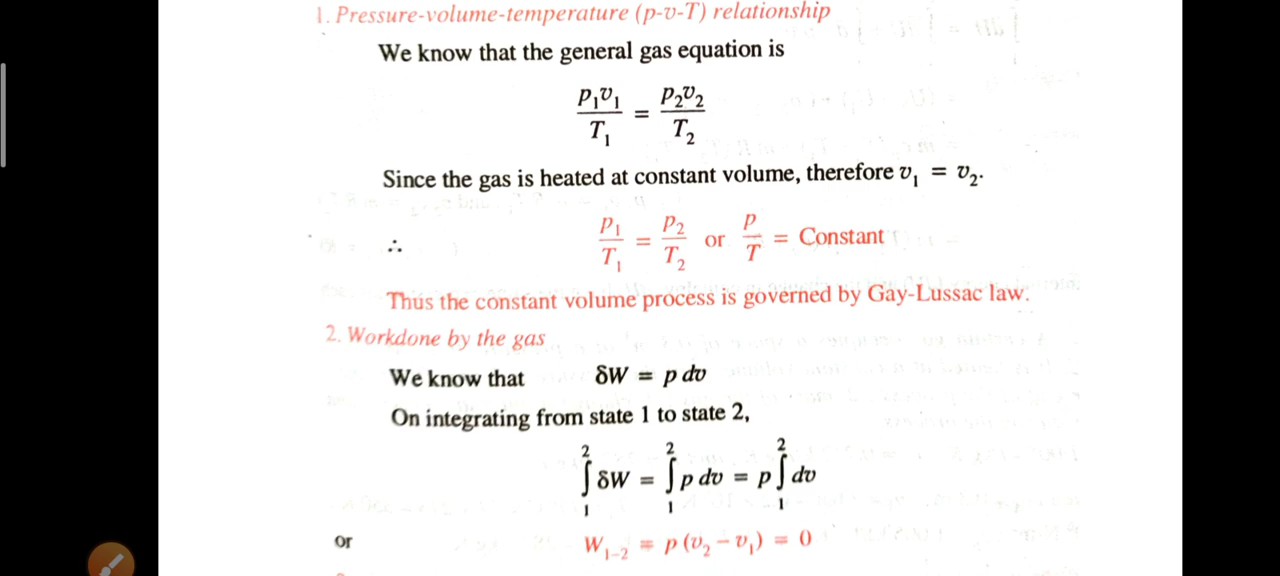 1. Pressure-volume-temperature (p-v-T) relationship
We know that the general gas equation is
p₁v₁/T₁ = p₂v₂/T₂
Since the gas is heated at constant volume, therefore v₁ = v₂.
∴ p₁/T₁ = p₂/T₂ or p/T = Constant
Thus the constant volume process is governed by Gay-Lussac law.
2. Workdone by the gas
We know that δW = p dv
On integrating from state 1 to state 2,
∫₁² δW = ∫₁² p dv = p ∫₁² dv
or W₁₋₂ = p (v₂ − v₁) = 0